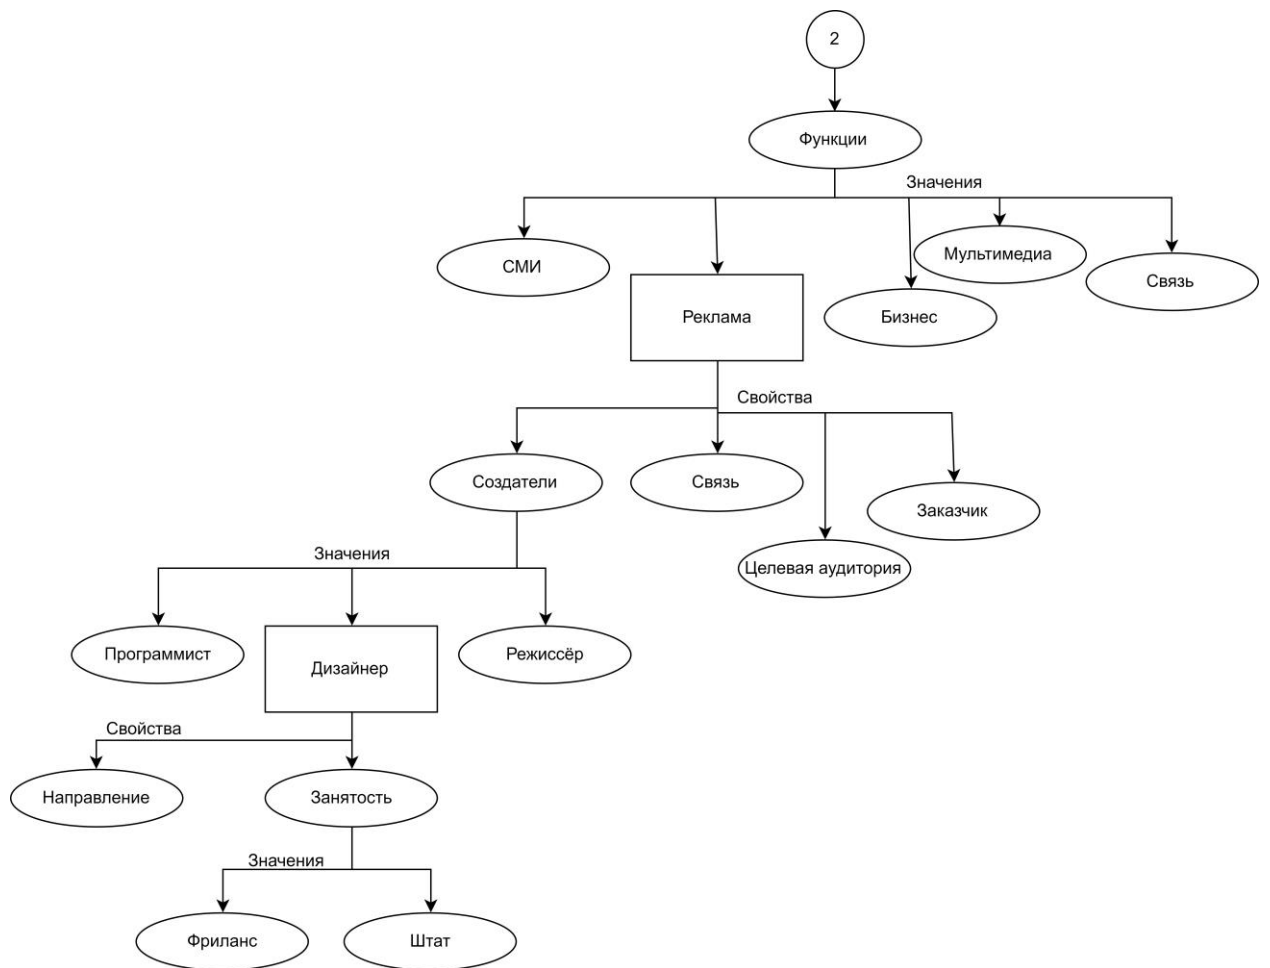 2
Функции
Значения
СМИ
Реклама
Бизнес
Мультимедиа
Связь
Свойства
Создатели
Связь
Целевая аудитория
Заказчик
Значения
Программист
Дизайнер
Режиссёр
Свойства
Направление
Занятость
Значения
Фриланс
Штат